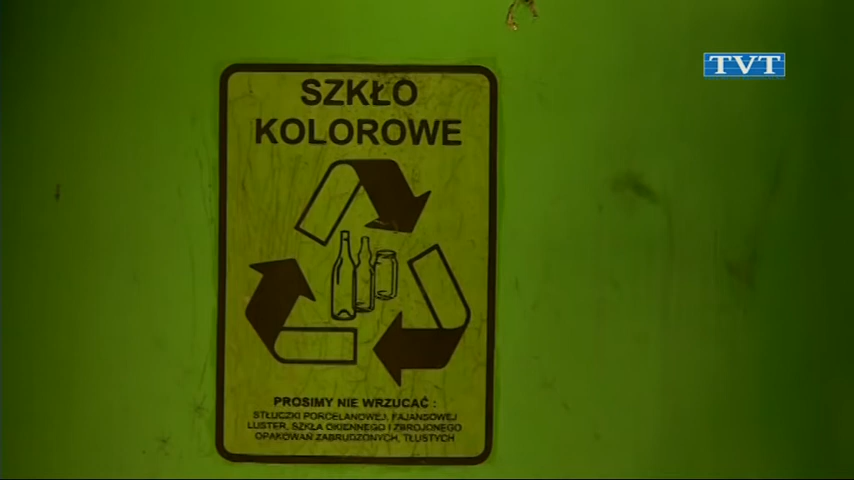 TVT
SZKŁO
KOLOROWE
PROSIMY NIE WRZUCAĆ :
STŁUCZKI PORCELANOWEJ, FAJANSOWEJ
LUSTER, SZKŁA OKIENNEGO I ZBROJONEGO
OPAKOWAŃ ZABRUDZONYCH, TŁUSTYCH